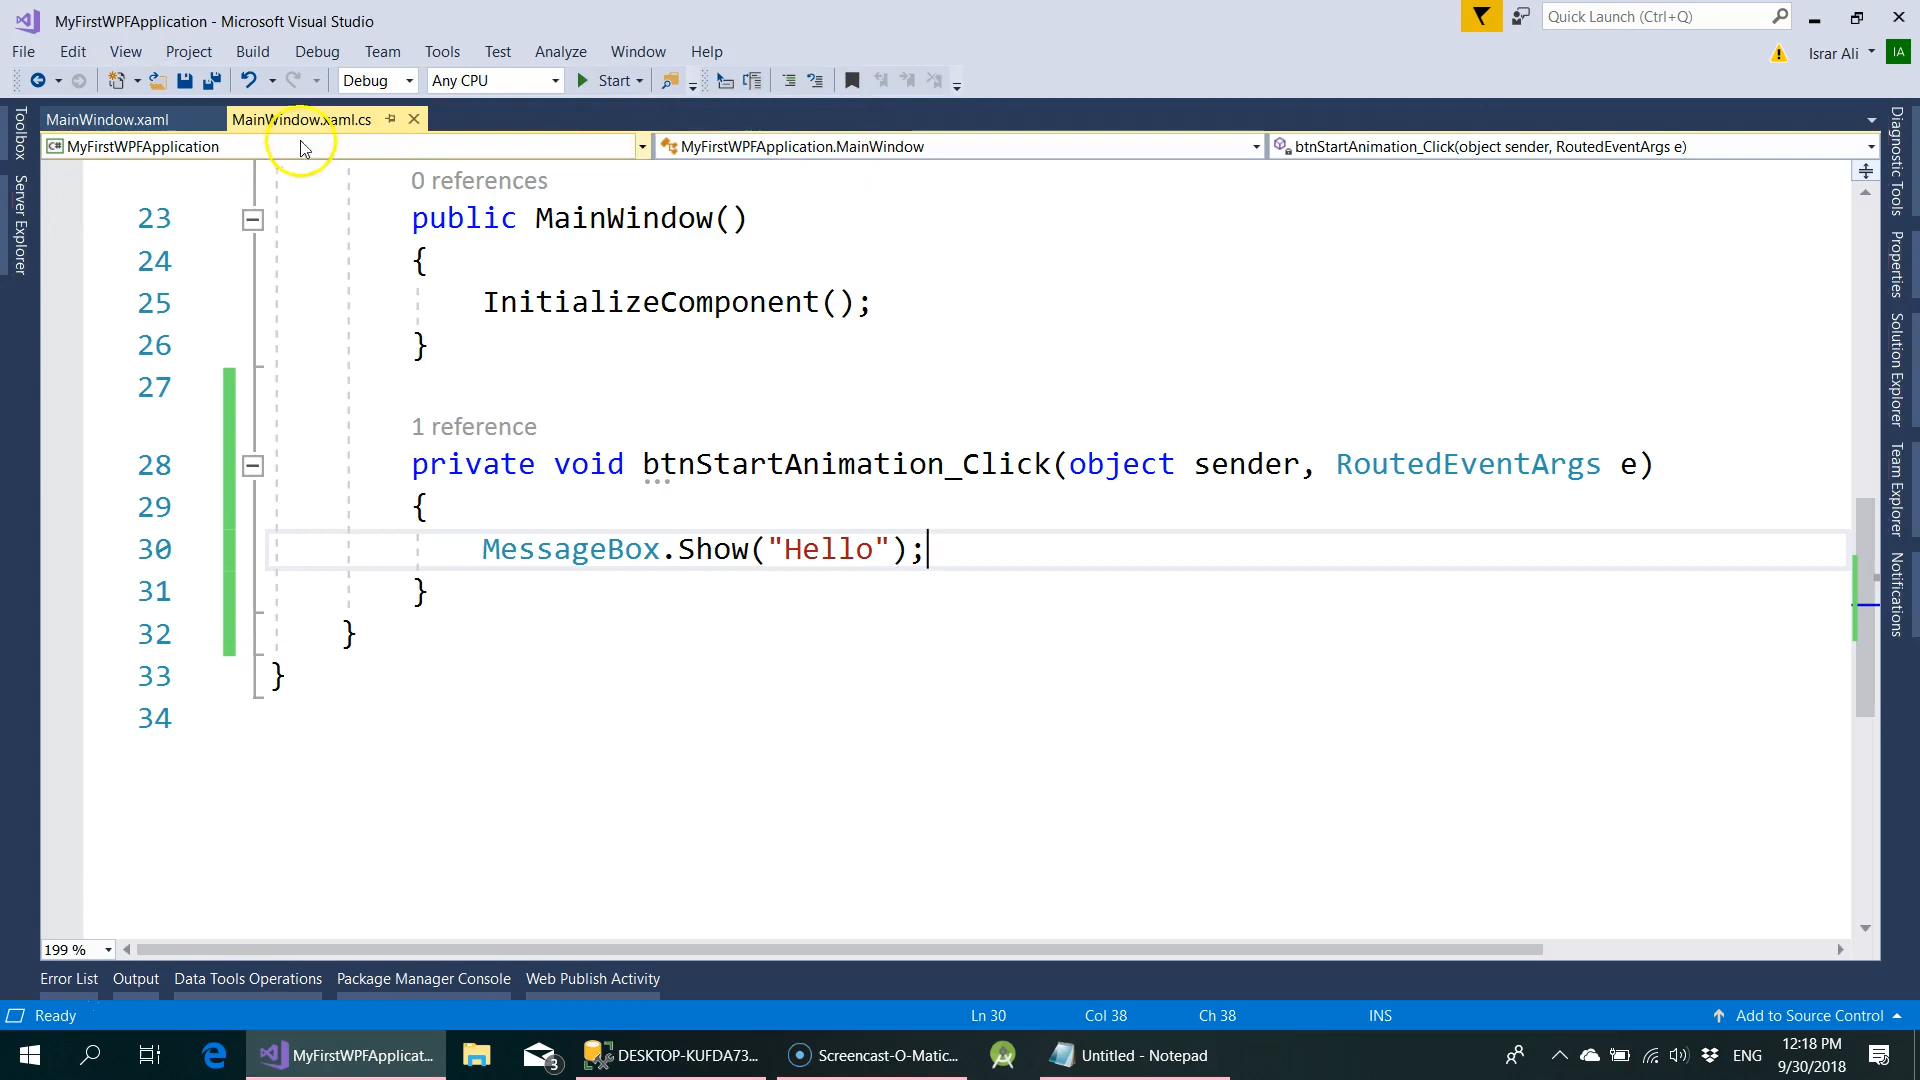 MyFirstWPFApplication - Microsoft Visual Studio
Quick Launch (Ctrl+Q)
File Edit View Project Build Debug Team Tools Test Analyze Window Help
Israr Ali IA
Debug Any CPU Start
MainWindow.xaml MainWindow.xaml.cs
MyFirstWPFApplication MyFirstWPFApplication.MainWindow btnStartAnimation_Click(object sender, RoutedEventArgs e)
Toolbox
Server Explorer
0 references
23 public MainWindow()
24 {
25 InitializeComponent();
26 }
27
1 reference
28 private void btnStartAnimation_Click(object sender, RoutedEventArgs e)
29 {
30 MessageBox.Show("Hello");
31 }
32 }
33 }
34
Diagnostic Tools
Properties
Solution Explorer
Team Explorer
Notifications
199 %
Error List Output Data Tools Operations Package Manager Console Web Publish Activity
Ready Ln 30 Col 38 Ch 38 INS Add to Source Control
MyFirstWPFApplicat... 3 DESKTOP-KUFDA73... Screencast-O-Matic... Untitled - Notepad ENG 12:18 PM
9/30/2018